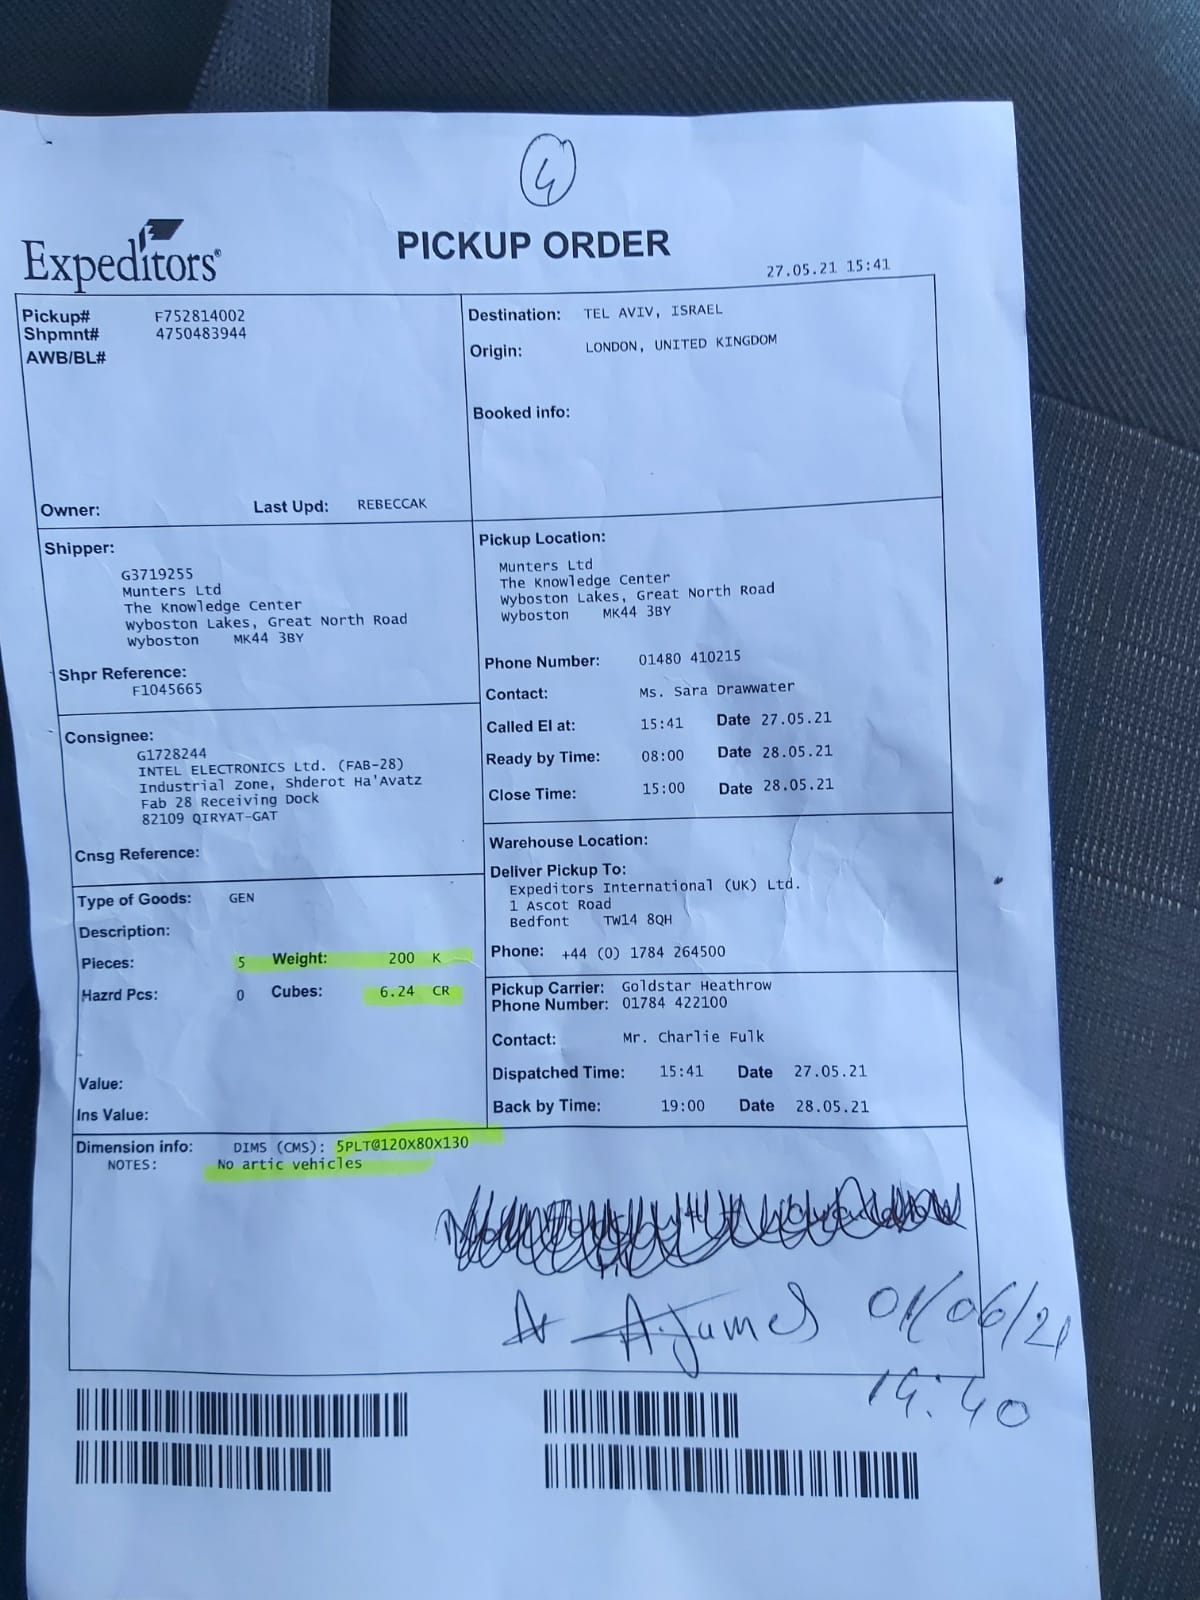 4
Expeditors®
PICKUP ORDER
27.05.21 15:41
Pickup# F752814002
Shpmnt# 4750483944
AWB/BL#
Owner: Last Upd: REBECCAK
Destination: TEL AVIV, ISRAEL
Origin: LONDON, UNITED KINGDOM
Booked info:
Shipper:
G3719255
Munters Ltd
The Knowledge Center
Wyboston Lakes, Great North Road
Wyboston MK44 3BY
Shpr Reference:
F1045665
Consignee:
G1728244
INTEL ELECTRONICS Ltd. (FAB-28)
Industrial Zone, Shderot Ha'Avatz
Fab 28 Receiving Dock
82109 QIRYAT-GAT
Cnsg Reference:
Type of Goods: GEN
Description:
Pieces: 5 Weight: 200 K
Hazrd Pcs: 0 Cubes: 6.24 CR
Value:
Ins Value:
Pickup Location:
Munters Ltd
The Knowledge Center
Wyboston Lakes, Great North Road
Wyboston MK44 3BY
Phone Number: 01480 410215
Contact: Ms. Sara Drawwater
Called EI at: 15:41 Date 27.05.21
Ready by Time: 08:00 Date 28.05.21
Close Time: 15:00 Date 28.05.21
Warehouse Location:
Deliver Pickup To:
Expeditors International (UK) Ltd.
1 Ascot Road
Bedfont TW14 8QH
Phone: +44 (0) 1784 264500
Pickup Carrier: Goldstar Heathrow
Phone Number: 01784 422100
Contact: Mr. Charlie Fulk
Dispatched Time: 15:41 Date 27.05.21
Back by Time: 19:00 Date 28.05.21
Dimension info: DIMS (CMS): 5PLT@120X80X130
NOTES: No artic vehicles
A.James 01/06/21
14:40